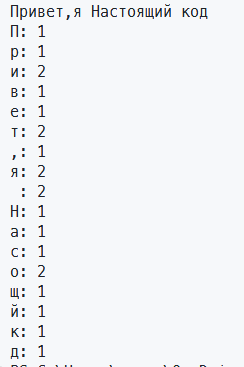 Привет,я Настоящий код
П: 1
р: 1
и: 2
в: 1
е: 1
т: 2
,: 1
я: 2
 : 2
Н: 1
а: 1
с: 1
о: 2
щ: 1
й: 1
к: 1
д: 1